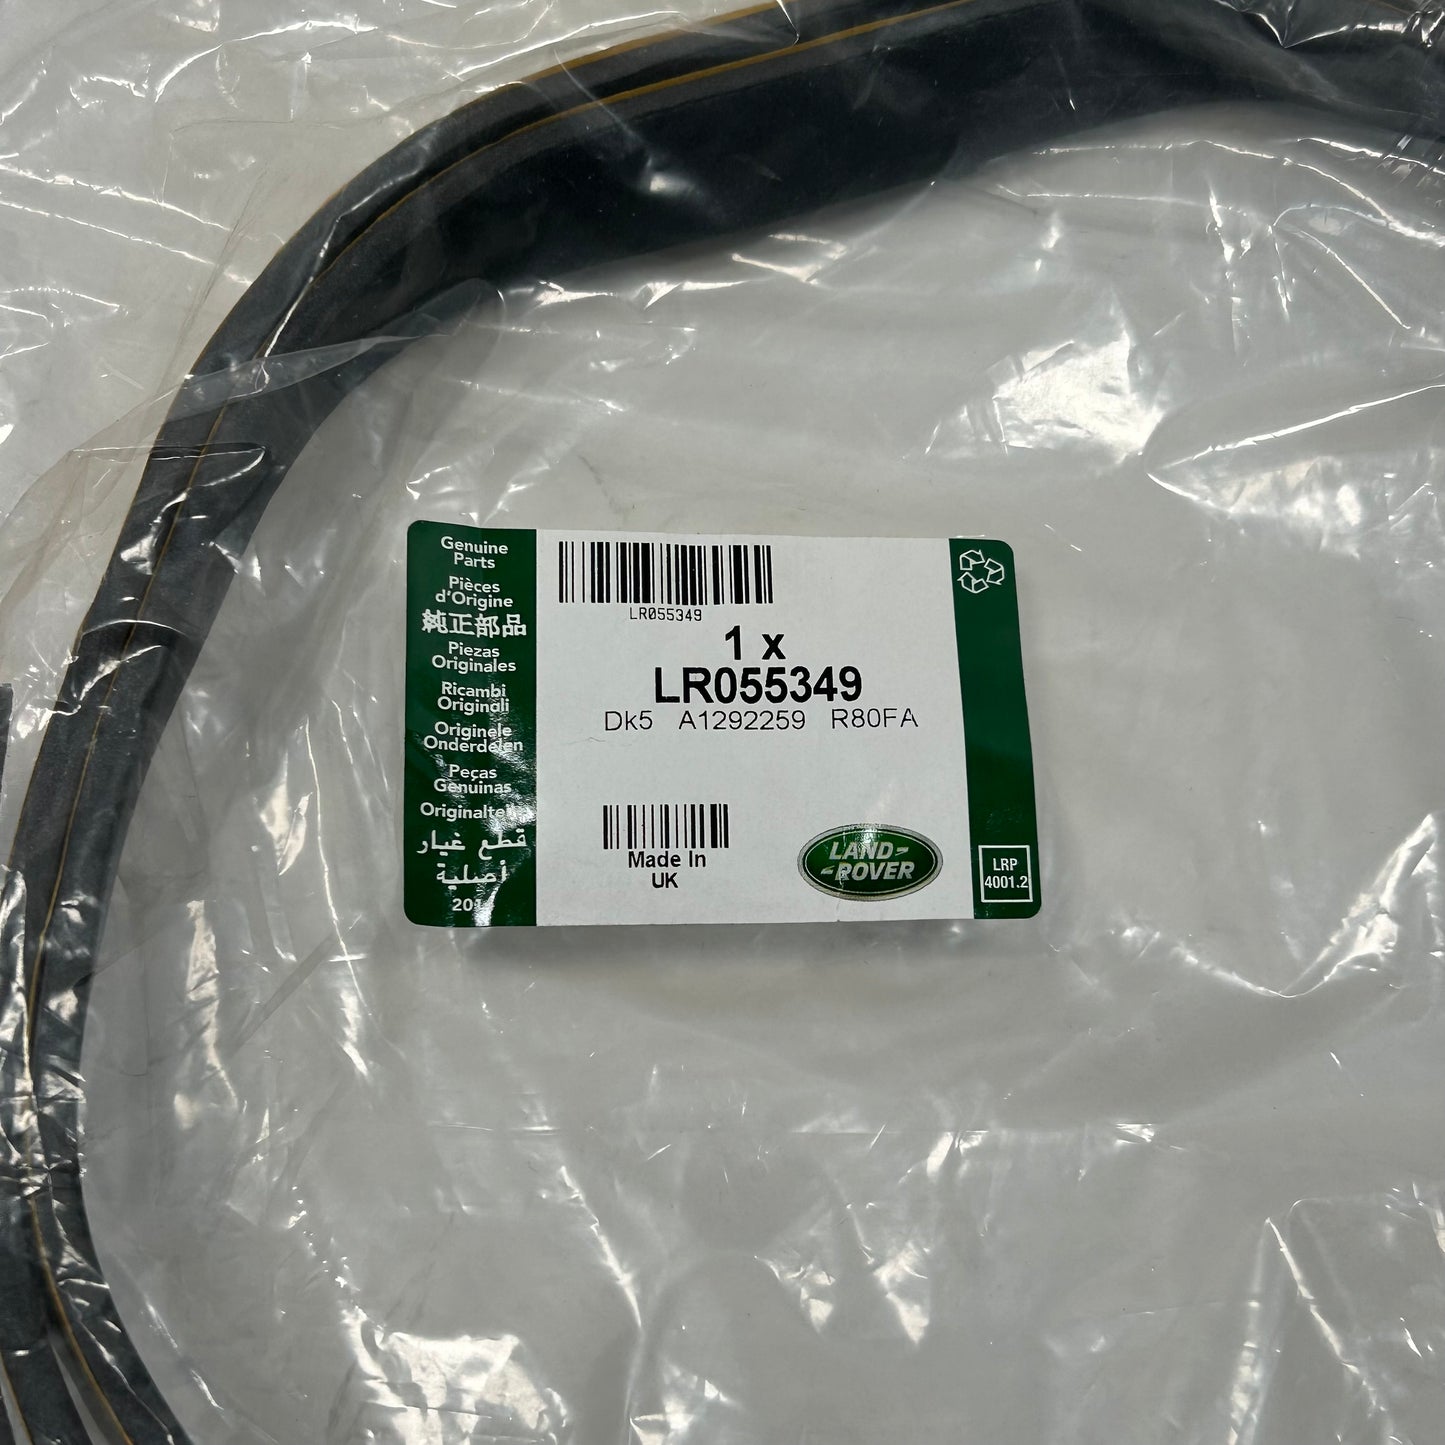 Genuine
Parts
Pièces
d'Origine
純正部品
Piezas
Originales
Ricambi
Originali
Originele
Onderdelen
Peças
Genuinas
قطع غيار
أصلية
LR055349
1 x
LR055349
Dk5 A1292259 R80FA
Made In
UK
LAND-
-ROVER
LRP
4001.2